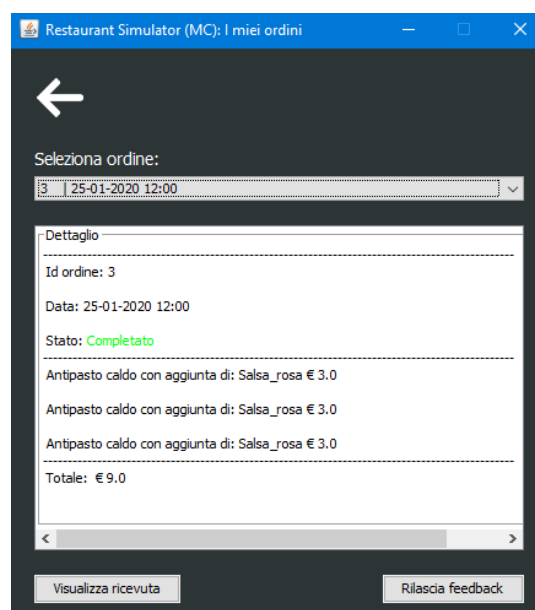 Restaurant Simulator (MC): I miei ordini
Seleziona ordine:
3 | 25-01-2020 12:00
Dettaglio
Id ordine: 3
Data: 25-01-2020 12:00
Stato: Completato
Antipasto caldo con aggiunta di: Salsa_rosa € 3.0
Antipasto caldo con aggiunta di: Salsa_rosa € 3.0
Antipasto caldo con aggiunta di: Salsa_rosa € 3.0
Totale: € 9.0
Visualizza ricevuta
Rilascia feedback